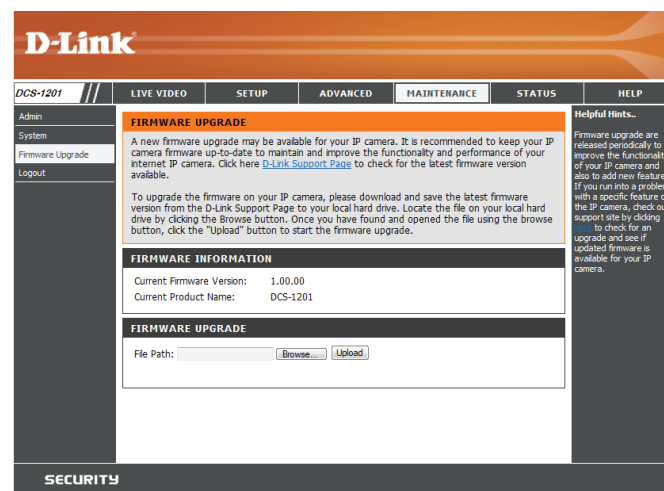 D-Link
DCS-1201
LIVE VIDEO
SETUP
ADVANCED
MAINTENANCE
STATUS
HELP
Admin
System
Firmware Upgrade
Logout
FIRMWARE UPGRADE
A new firmware upgrade may be available for your IP camera. It is recommended to keep your IP
camera firmware up-to-date to maintain and improve the functionality and performance of your
internet IP camera. Click here D-Link Support Page to check for the latest firmware version
available.
To upgrade the firmware on your IP camera, please download and save the latest firmware
version from the D-Link Support Page to your local hard drive. Locate the file on your local hard
drive by clicking the Browse button. Once you have found and opened the file using the browse
button, click the "Upload" button to start the firmware upgrade.
FIRMWARE INFORMATION
Current Firmware Version: 1.00.00
Current Product Name: DCS-1201
FIRMWARE UPGRADE
File Path:
Browse...
Upload
Helpful Hints..
Firmware upgrade are
released periodically to
improve the functionalit
of your IP camera and
also to add new feature
If you run into a probler
with a specific feature o
the IP camera, check ou
support site by clicking
here to check for an
upgrade and see if
updated firmware is
available for your IP
camera.
SECURITY